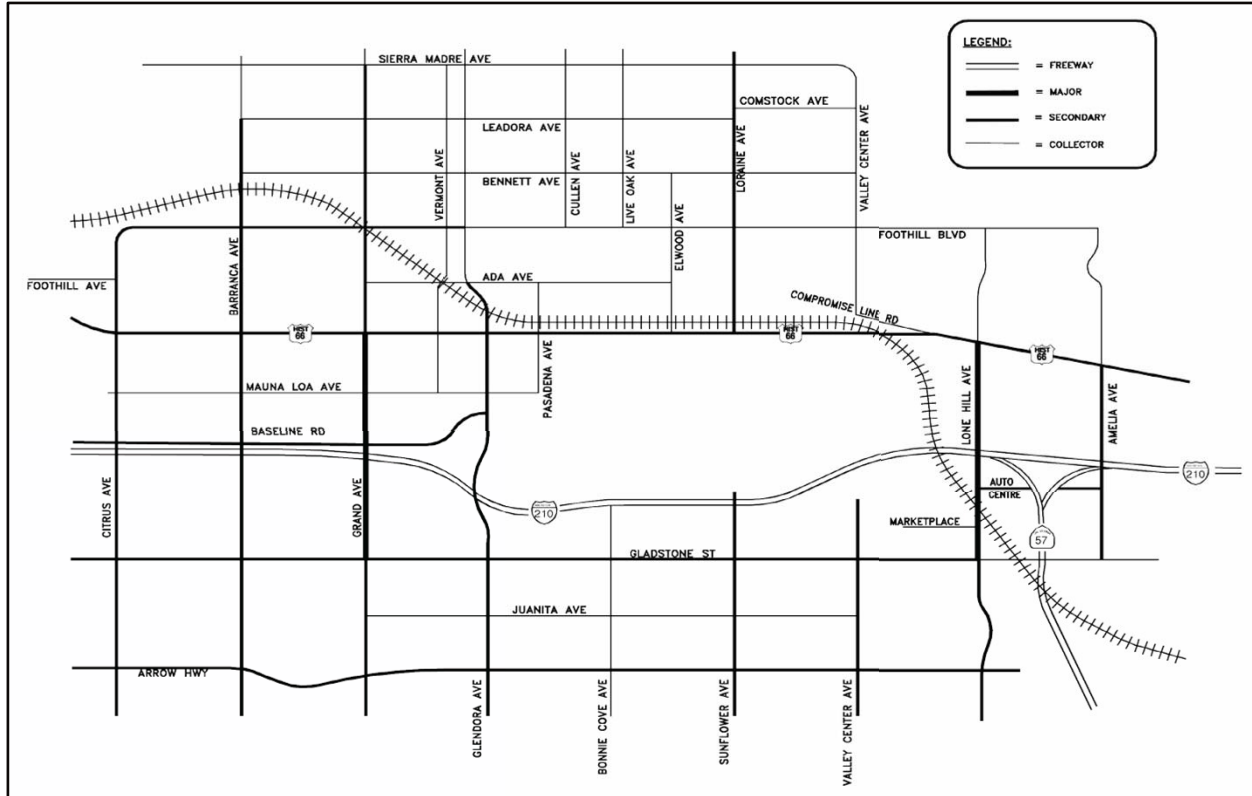 LEGEND:
= FREEWAY
= MAJOR
= SECONDARY
= COLLECTOR
SIERRA MADRE AVE
COMSTOCK AVE
LEADORA AVE
BENNETT AVE
VERMONT AVE
CULLEN AVE
LIVE OAK AVE
LORAINE AVE
VALLEY CENTER AVE
ELWOOD AVE
BARRANCA AVE
FOOTHILL BLVD
FOOTHILL AVE
ADA AVE
COMPROMISE LINE RD
HIST
66
HIST
66
HIST
66
PASADENA AVE
MAUNA LOA AVE
BASELINE RD
LONE HILL AVE
AMELIA AVE
210
210
AUTO
CENTRE
MARKETPLACE
57
CITRUS AVE
GRAND AVE
GLADSTONE ST
JUANITA AVE
ARROW HWY
GLENDORA AVE
BONNIE COVE AVE
SUNFLOWER AVE
VALLEY CENTER AVE